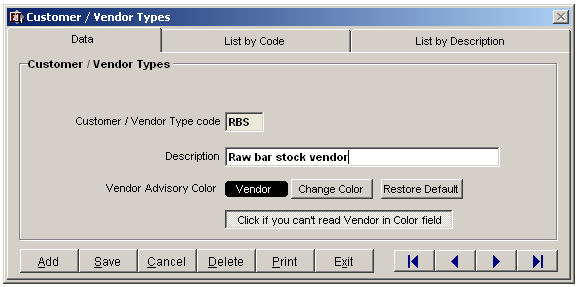 Customer / Vendor Types
Data List by Code List by Description
Customer / Vendor Types
Customer / Vendor Type code RBS
Description Raw bar stock vendor
Vendor Advisory Color Vendor Change Color Restore Default
Click if you can't read Vendor in Color field
Add Save Cancel Delete Print Exit